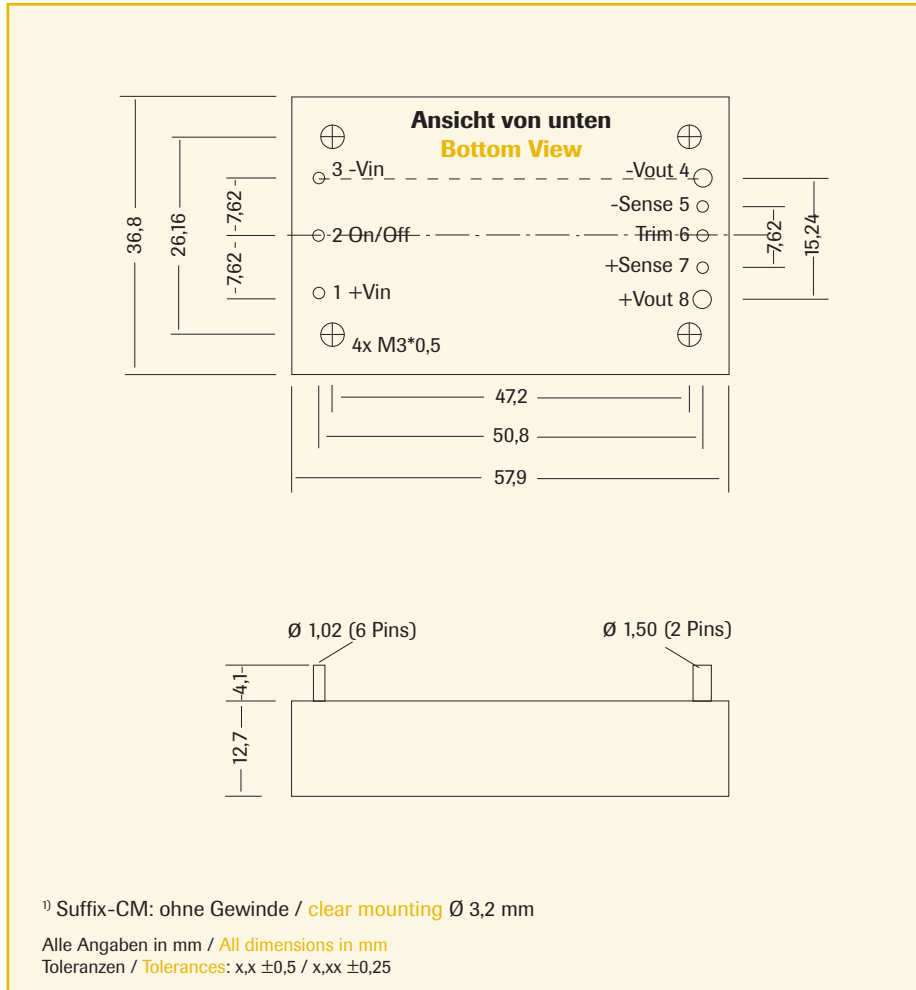 Ansicht von unten
Bottom View
3 -Vin
-Vout 4
-Sense 5
2 On/Off
Trim 6
+Sense 7
1 +Vin
+Vout 8
4x M3*0,5
36,8
26,16
7,62
7,62
7,62
15,24
47,2
50,8
57,9
Ø 1,02 (6 Pins)
Ø 1,50 (2 Pins)
4,1
12,7
1) Suffix-CM: ohne Gewinde / clear mounting Ø 3,2 mm
Alle Angaben in mm / All dimensions in mm
Toleranzen / Tolerances: x,x ±0,5 / x,xx ±0,25